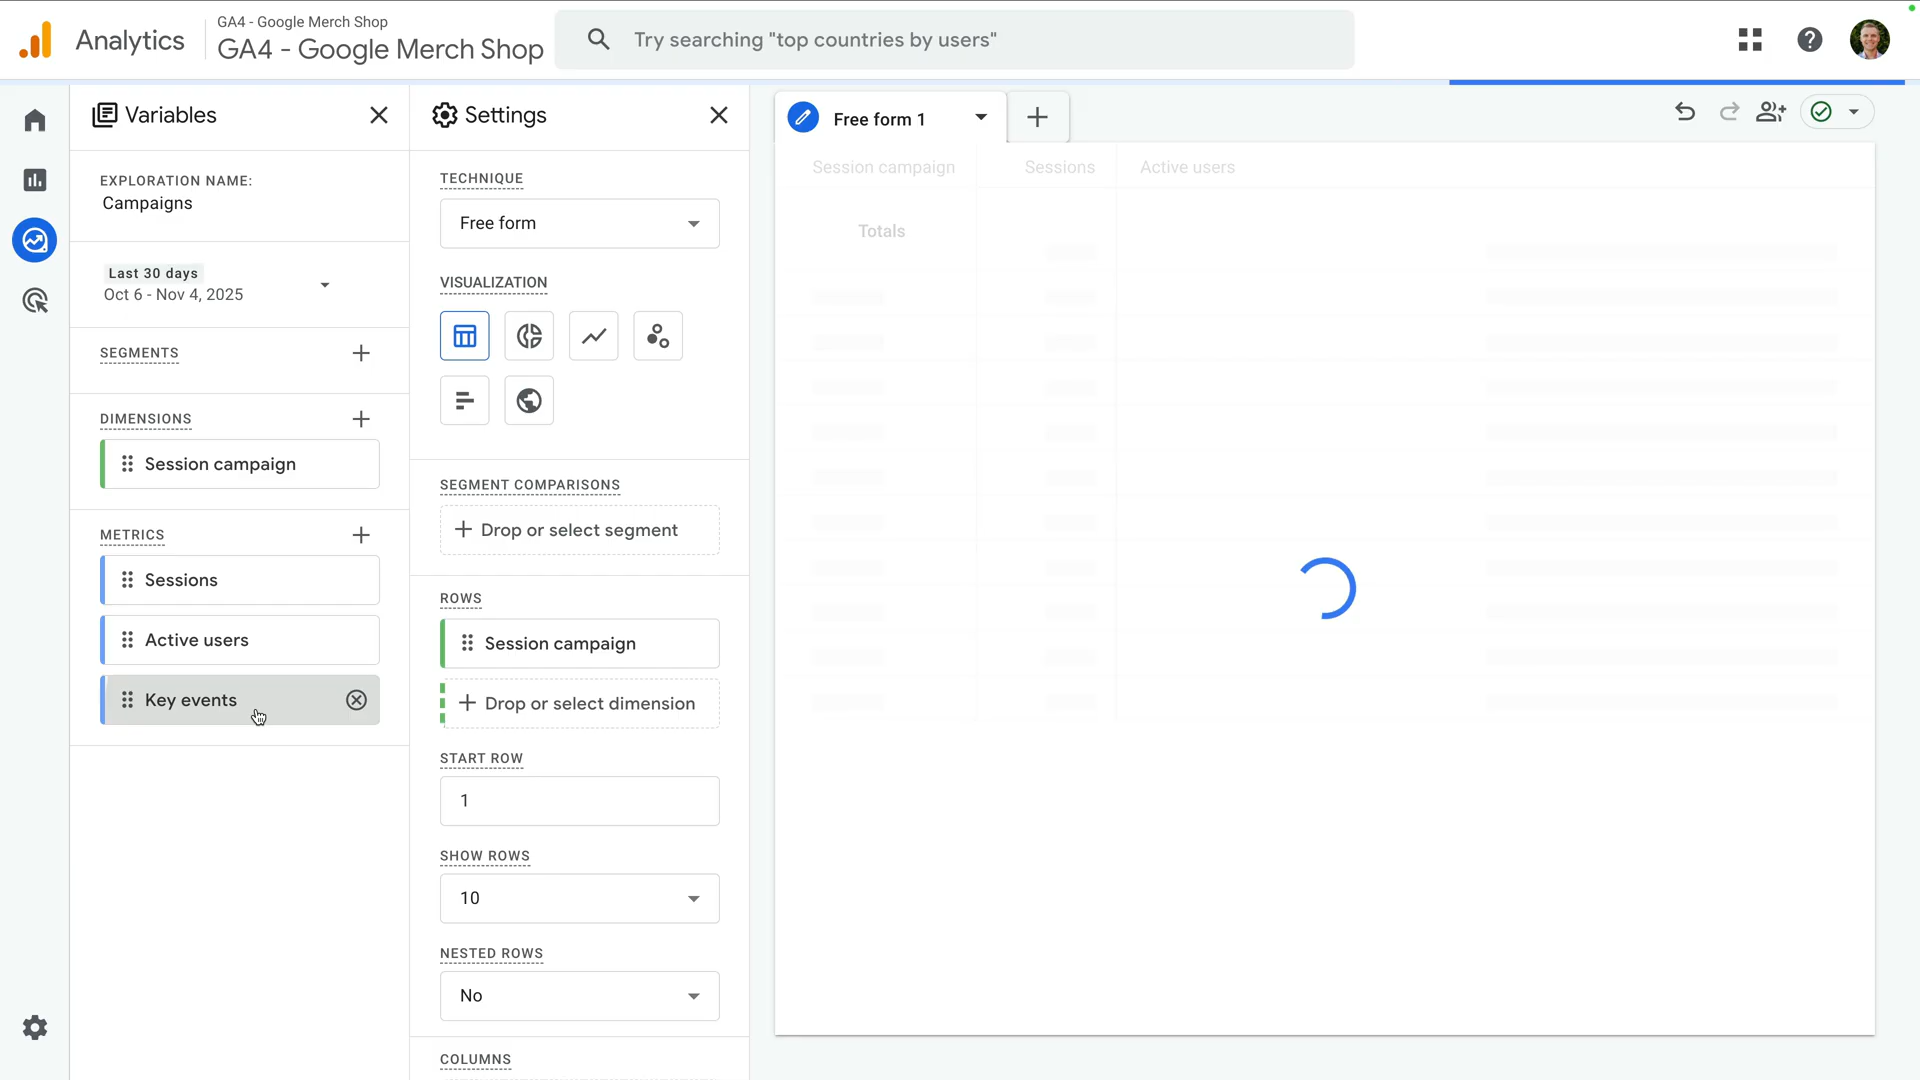 Analytics
GA4 - Google Merch Shop
GA4 - Google Merch Shop
Try searching "top countries by users"
Variables
Settings
Free form 1
EXPLORATION NAME:
Campaigns
Last 30 days
Oct 6 - Nov 4, 2025
SEGMENTS
DIMENSIONS
Session campaign
METRICS
Sessions
Active users
Key events
TECHNIQUE
Free form
VISUALIZATION
SEGMENT COMPARISONS
Drop or select segment
ROWS
Session campaign
Drop or select dimension
START ROW
1
SHOW ROWS
10
NESTED ROWS
No
COLUMNS
Session campaign
Sessions
Active users
Totals